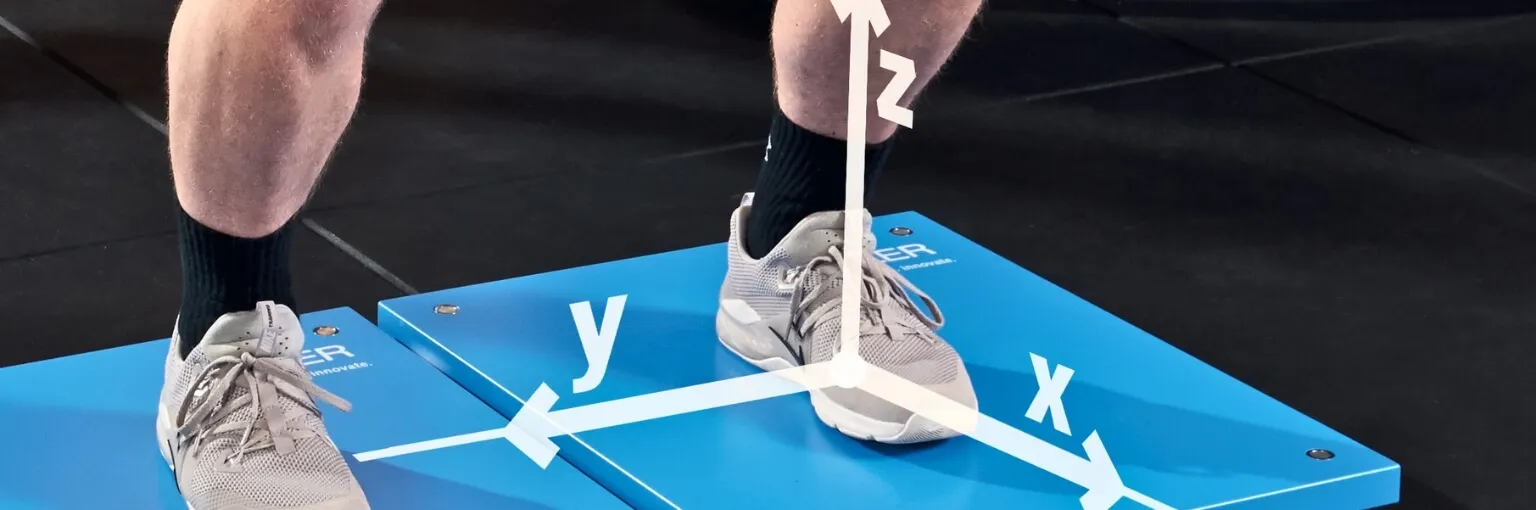 z
ER
innovate.
y
ER
innovate.
x